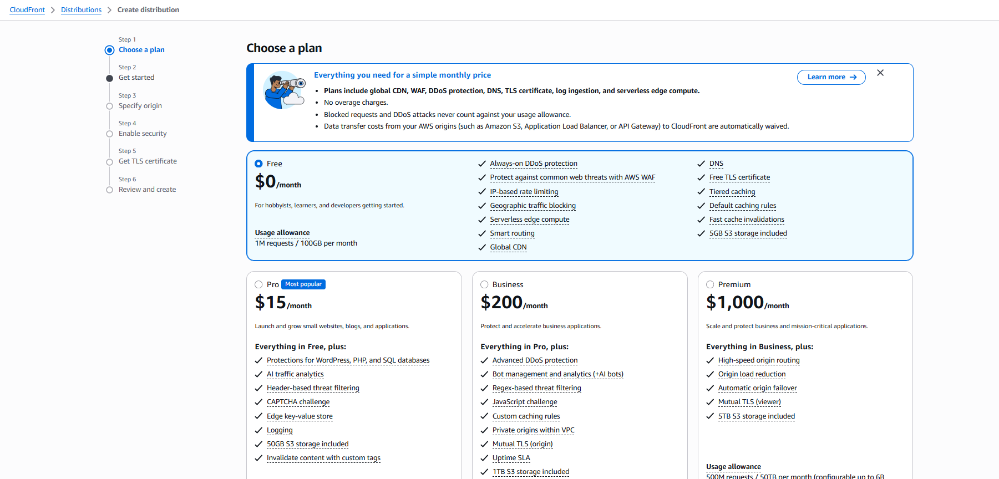 CloudFront > Distributions > Create distribution
Step 1
Choose a plan
Step 2
Get started
Step 3
Specify origin
Step 4
Enable security
Step 5
Get TLS certificate
Step 6
Review and create
Choose a plan
Everything you need for a simple monthly price
Learn more →
• Plans include global CDN, WAF, DDoS protection, DNS, TLS certificate, log ingestion, and serverless edge compute.
• No overage charges.
• Blocked requests and DDoS attacks never count against your usage allowance.
• Data transfer costs from your AWS origins (such as Amazon S3, Application Load Balancer, or API Gateway) to CloudFront are automatically waived.
Free
$0/month
For hobbyists, learners, and developers getting started.
Usage allowance
1M requests / 100GB per month
Always-on DDoS protection
Protect against common web threats with AWS WAF
IP-based rate limiting
Geographic traffic blocking
Serverless edge compute
Smart routing
Global CDN
DNS
Free TLS certificate
Tiered caching
Default caching rules
Fast cache invalidations
5GB S3 storage included
Pro Most popular
$15/month
Launch and grow small websites, blogs, and applications.
Everything in Free, plus:
Protections for WordPress, PHP, and SQL databases
AI traffic analytics
Header-based threat filtering
CAPTCHA challenge
Edge key-value store
Logging
50GB S3 storage included
Invalidate content with custom tags
Business
$200/month
Protect and accelerate business applications.
Everything in Pro, plus:
Advanced DDoS protection
Bot management and analytics (+AI bots)
Regex-based threat filtering
JavaScript challenge
Custom caching rules
Private origins within VPC
Mutual TLS (origin)
Uptime SLA
1TB S3 storage included
Premium
$1,000/month
Scale and protect business and mission-critical applications.
Everything in Business, plus:
High-speed origin routing
Origin load reduction
Automatic origin failover
Mutual TLS (viewer)
5TB S3 storage included
Usage allowance
500M requests / 50TB per month (configurable up to 6B